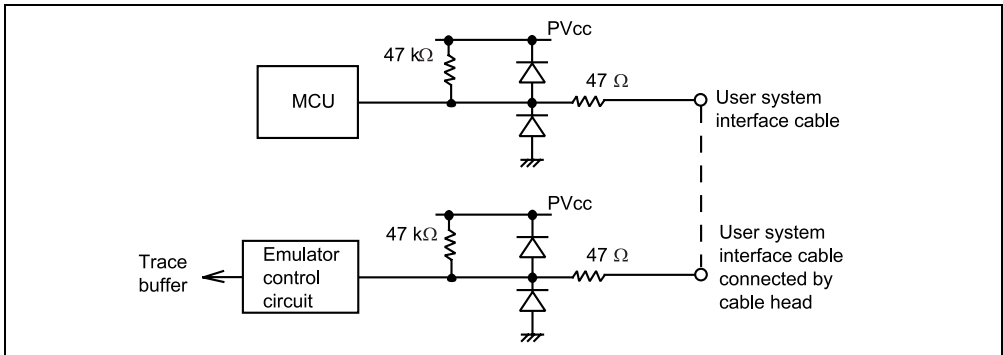 PVcc
47 kΩ
47 Ω
MCU
User system
interface cable
PVcc
47 kΩ
47 Ω
Trace
buffer
Emulator
control
circuit
User system
interface cable
connected by
cable head